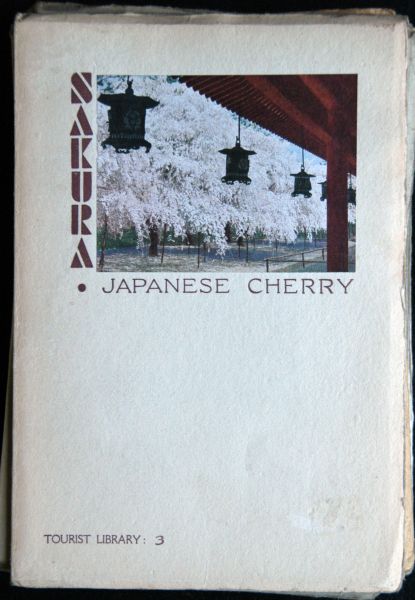 SAKURA
• JAPANESE CHERRY
TOURIST LIBRARY: 3